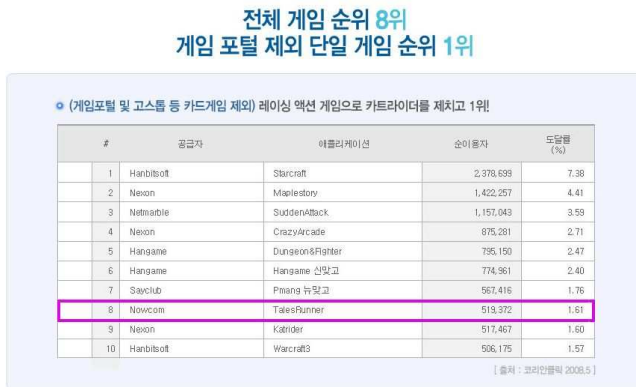 전체 게임 순위 8위
게임 포털 제외 단일 게임 순위 1위
(게임포털 및 고스톱 등 카드게임 제외) 레이싱 액션 게임으로 카트라이더를 제치고 1위!
# 공급자 애플리케이션 순이용자 도달률 (%)
1 Hanbitsoft Starcraft 2,378,699 7.38
2 Nexon Maplestory 1,422,257 4.41
3 Netmarble SuddenAttack 1,157,043 3.59
4 Nexon CrazyArcade 875,281 2.71
5 Hangame Dungeon&Fighter 795,150 2.47
6 Hangame Hangame 신맞고 774,961 2.40
7 Sayclub Pmang 뉴맞고 567,416 1.76
8 Nowcom TalesRunner 519,372 1.61
9 Nexon Katrider 517,467 1.60
10 Hanbitsoft Warcraft3 506,175 1.57
[ 출처 : 코리안클릭 2008.5 ]